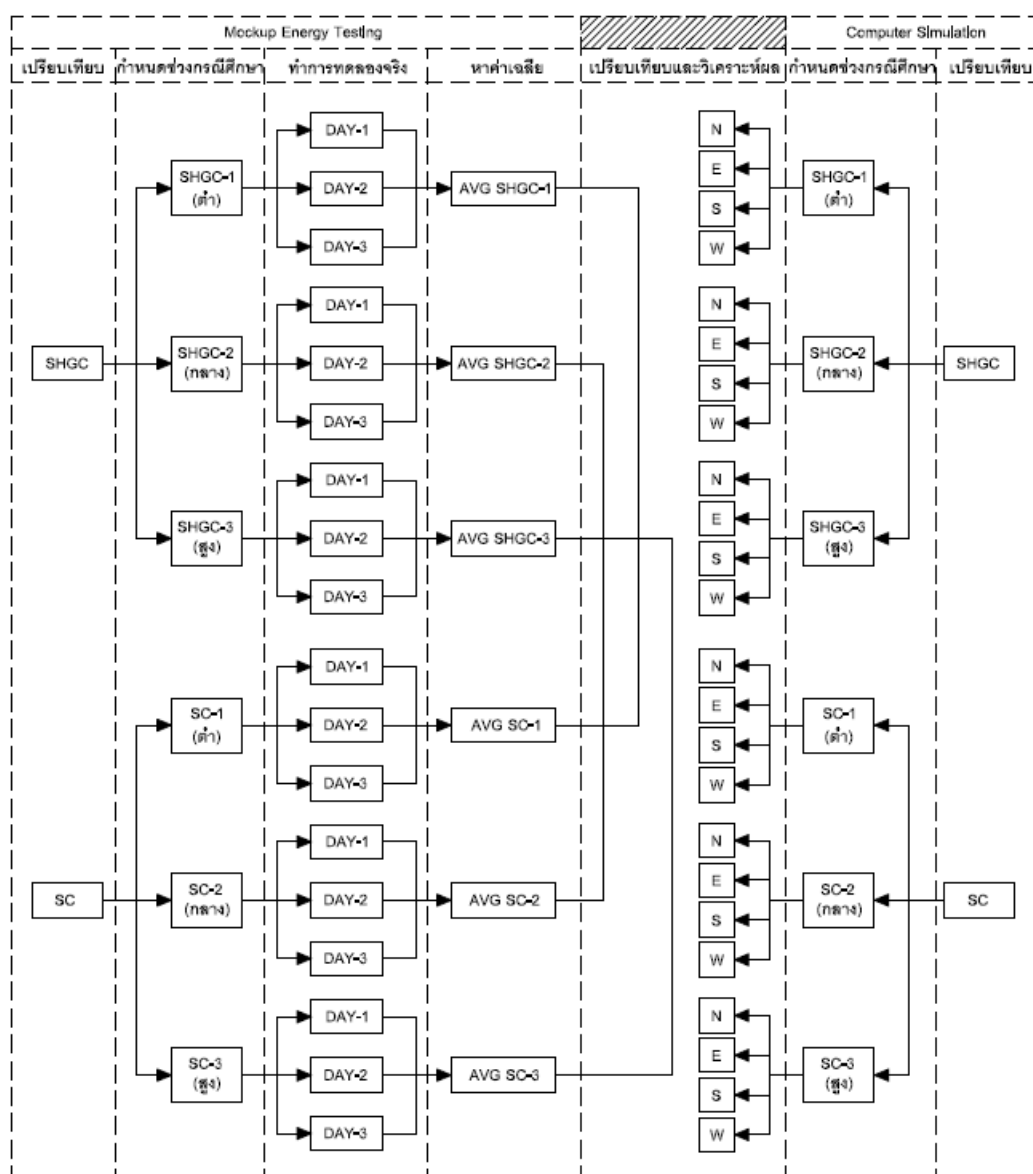 Mockup Energy Testing
Computer Simulation
เปรียบเทียบ
กำหนดช่วงกรณีศึกษา
ทำการทดลองจริง
หาค่าเฉลี่ย
เปรียบเทียบและวิเคราะห์ผล
กำหนดช่วงกรณีศึกษา
เปรียบเทียบ
SHGC
SHGC-1
(ต่ำ)
DAY-1
DAY-2
DAY-3
AVG SHGC-1
N
E
S
W
SHGC-1
(ต่ำ)
SHGC-2
(กลาง)
DAY-1
DAY-2
DAY-3
AVG SHGC-2
N
E
S
W
SHGC-2
(กลาง)
SHGC
SHGC-3
(สูง)
DAY-1
DAY-2
DAY-3
AVG SHGC-3
N
E
S
W
SHGC-3
(สูง)
SC
SC-1
(ต่ำ)
DAY-1
DAY-2
DAY-3
AVG SC-1
N
E
S
W
SC-1
(ต่ำ)
SC-2
(กลาง)
DAY-1
DAY-2
DAY-3
AVG SC-2
N
E
S
W
SC-2
(กลาง)
SC
SC-3
(สูง)
DAY-1
DAY-2
DAY-3
AVG SC-3
N
E
S
W
SC-3
(สูง)